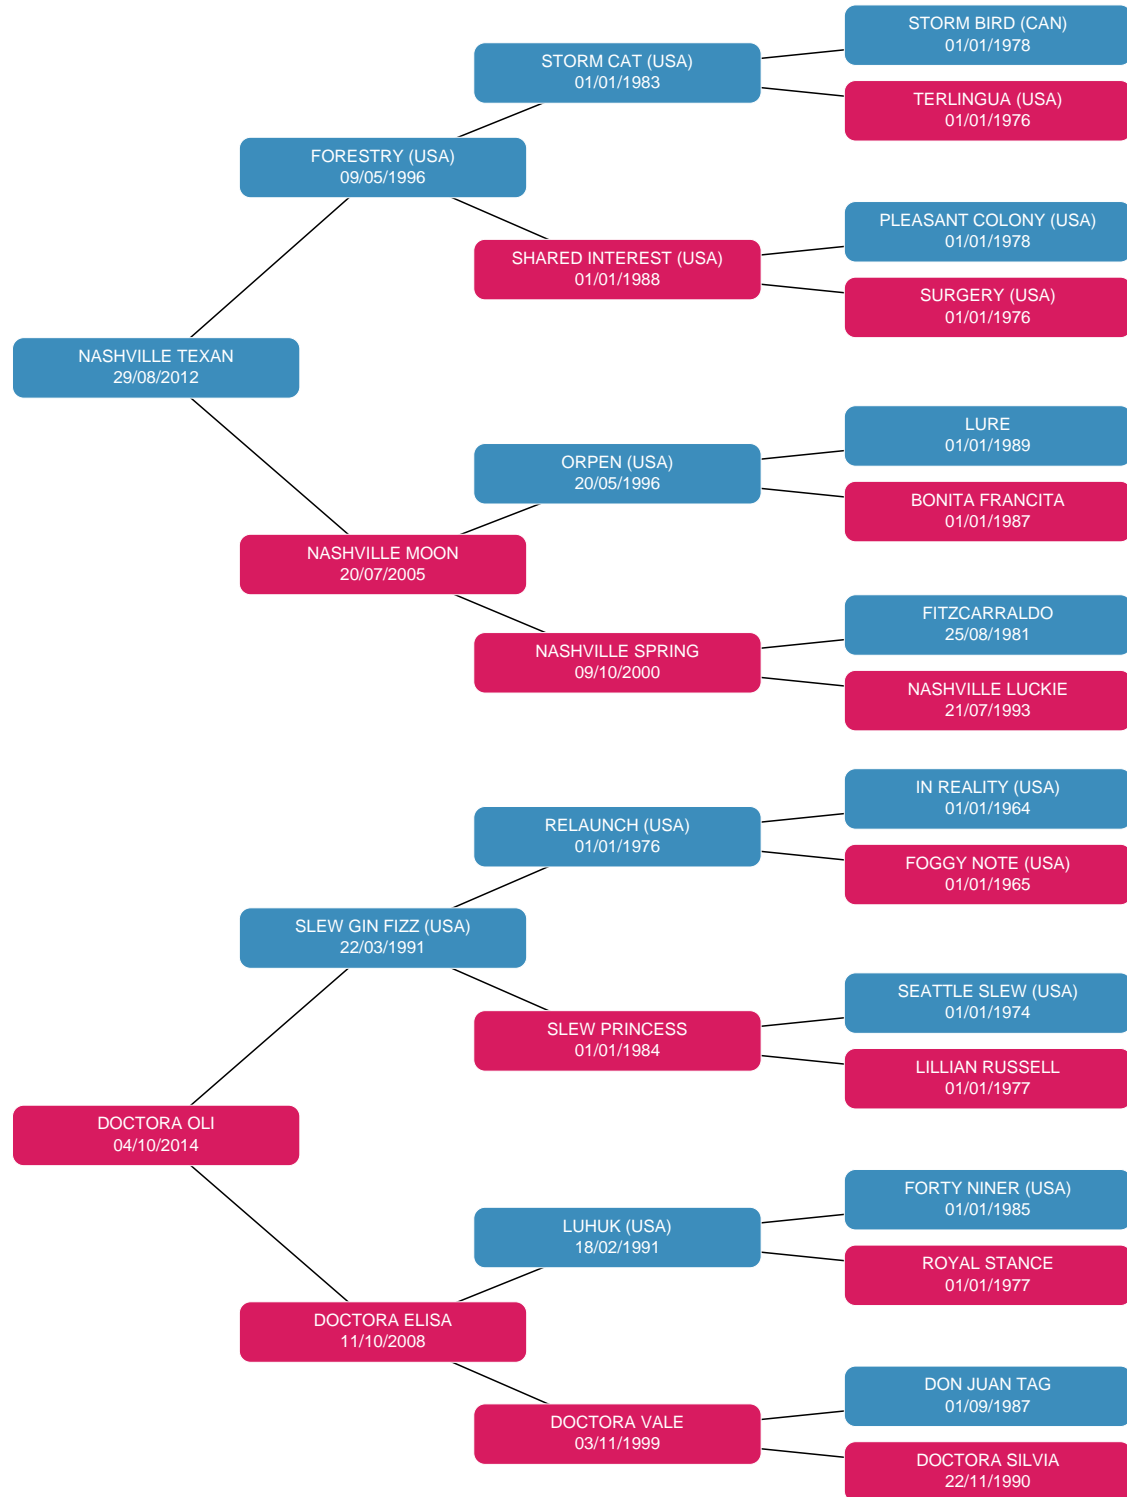 STORM BIRD (CAN)
01/01/1978
STORM CAT (USA)
01/01/1983
TERLINGUA (USA)
01/01/1976
FORESTRY (USA)
09/05/1996
PLEASANT COLONY (USA)
01/01/1978
SHARED INTEREST (USA)
01/01/1988
SURGERY (USA)
01/01/1976
NASHVILLE TEXAN
29/08/2012
LURE
01/01/1989
ORPEN (USA)
20/05/1996
BONITA FRANCITA
01/01/1987
NASHVILLE MOON
20/07/2005
FITZCARRALDO
25/08/1981
NASHVILLE SPRING
09/10/2000
NASHVILLE LUCKIE
21/07/1993
IN REALITY (USA)
01/01/1964
RELAUNCH (USA)
01/01/1976
FOGGY NOTE (USA)
01/01/1965
SLEW GIN FIZZ (USA)
22/03/1991
SEATTLE SLEW (USA)
01/01/1974
SLEW PRINCESS
01/01/1984
LILLIAN RUSSELL
01/01/1977
DOCTORA OLI
04/10/2014
FORTY NINER (USA)
01/01/1985
LUHUK (USA)
18/02/1991
ROYAL STANCE
01/01/1977
DOCTORA ELISA
11/10/2008
DON JUAN TAG
01/09/1987
DOCTORA VALE
03/11/1999
DOCTORA SILVIA
22/11/1990